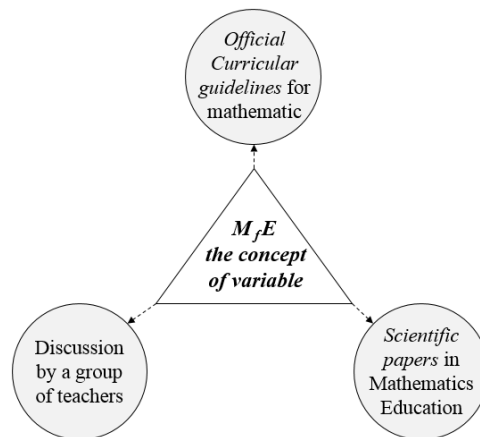 Official
Curricular
guidelines for
mathematic
MfE
the concept
of variable
Discussion
by a group
of teachers
Scientific
papers in
Mathematics
Education